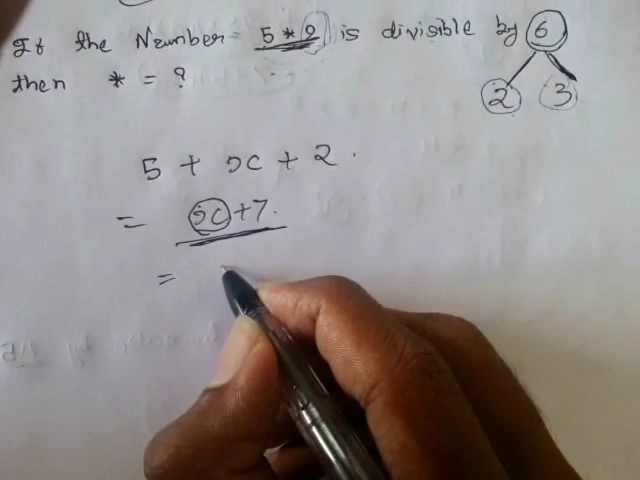 If the Number = 5*2 is divisible by 6
then * = ?
2 3
5 + x + 2.
= x + 7.
=